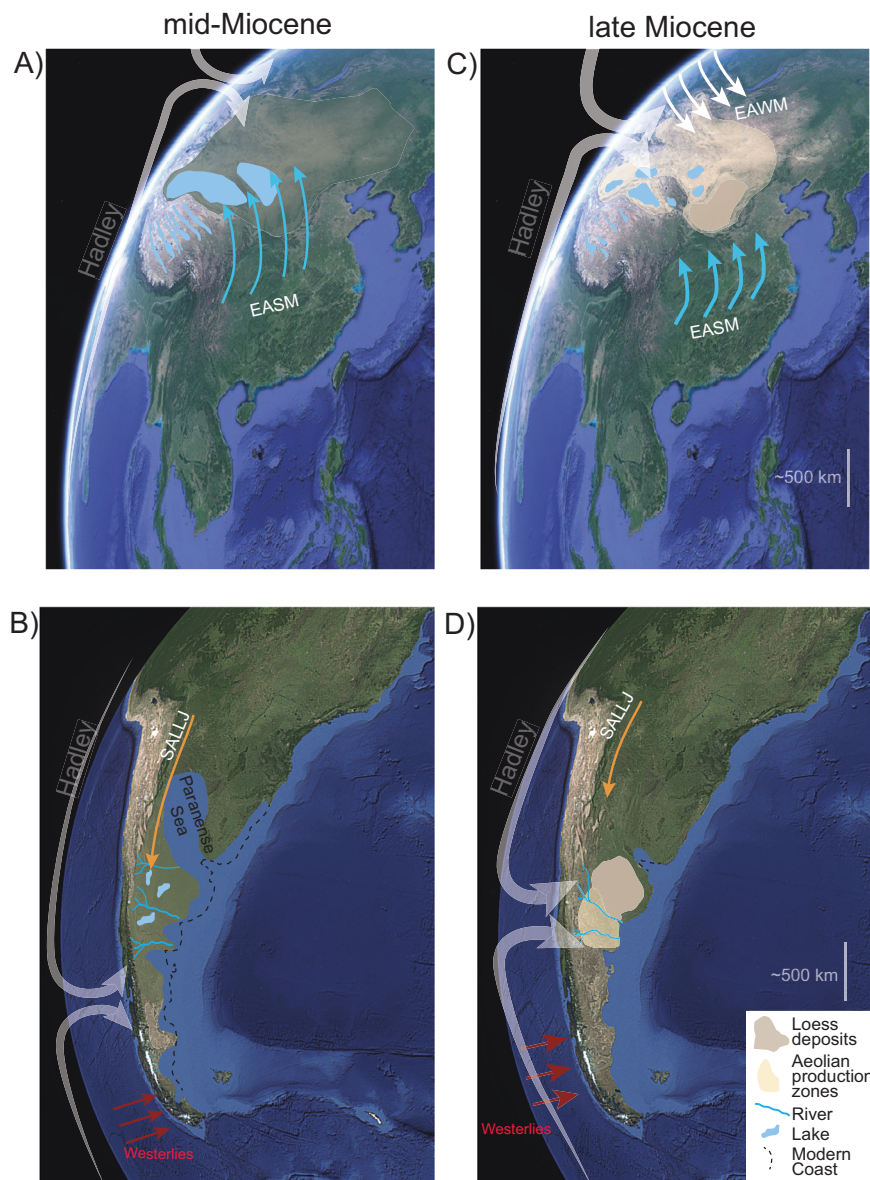 mid-Miocene
late Miocene
A)
Hadley
EASM
C)
EAWM
Hadley
EASM
~500 km
B)
Hadley
SALLJ
Paranense
Sea
Westerlies
D)
Hadley
SALLJ
~500 km
Westerlies
Loess
deposits
Aeolian
production
zones
River
Lake
Modern
Coast